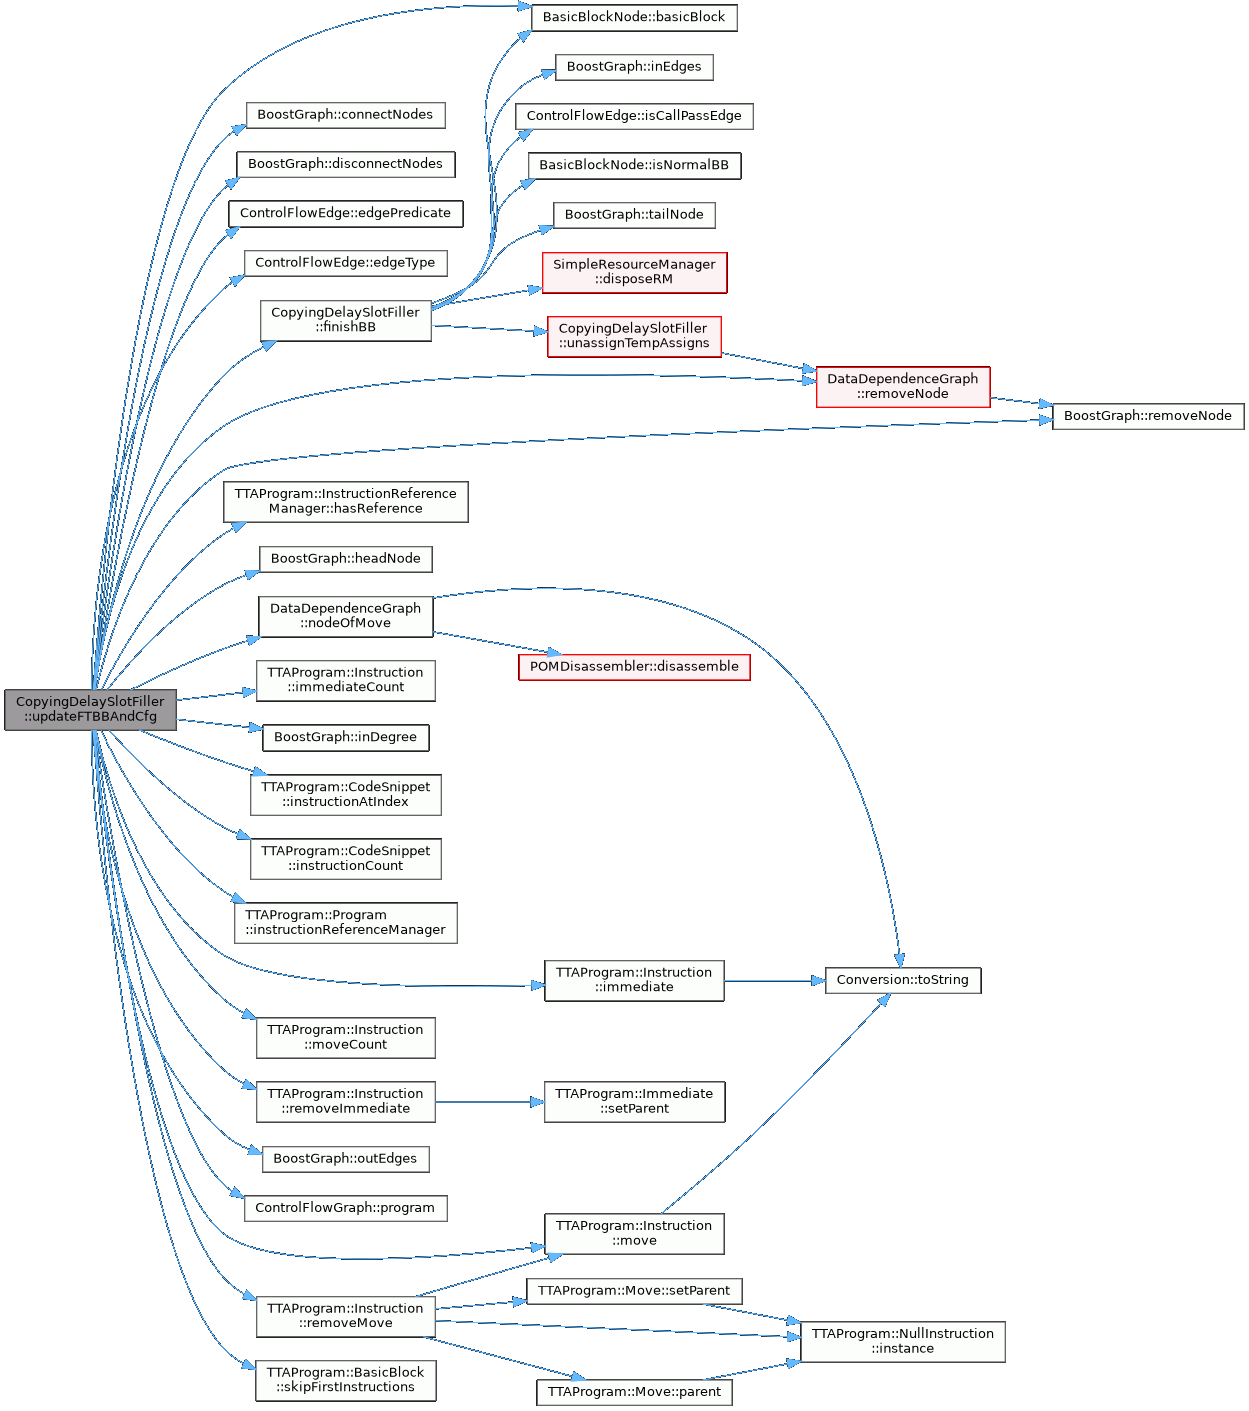 BasicBlockNode::basicBlock
BoostGraph::inEdges
BoostGraph::connectNodes
ControlFlowEdge::isCallPassEdge
BoostGraph::disconnectNodes
BasicBlockNode::isNormalBB
ControlFlowEdge::edgePredicate
BoostGraph::tailNode
ControlFlowEdge::edgeType
SimpleResourceManager
::disposeRM
CopyingDelaySlotFiller
::finishBB
CopyingDelaySlotFiller
::unassignTempAssigns
DataDependenceGraph
::removeNode
BoostGraph::removeNode
TTAProgram::InstructionReference
Manager::hasReference
BoostGraph::headNode
DataDependenceGraph
::nodeOfMove
POMDisassembler::disassemble
TTAProgram::Instruction
::immediateCount
CopyingDelaySlotFiller
::updateFTBBAndCfg
BoostGraph::inDegree
TTAProgram::CodeSnippet
::instructionAtIndex
TTAProgram::CodeSnippet
::instructionCount
TTAProgram::Program
::instructionReferenceManager
TTAProgram::Instruction
::immediate
Conversion::toString
TTAProgram::Instruction
::moveCount
TTAProgram::Instruction
::removeImmediate
TTAProgram::Immediate
::setParent
BoostGraph::outEdges
ControlFlowGraph::program
TTAProgram::Instruction
::move
TTAProgram::Move::setParent
TTAProgram::Instruction
::removeMove
TTAProgram::NullInstruction
::instance
TTAProgram::BasicBlock
::skipFirstInstructions
TTAProgram::Move::parent